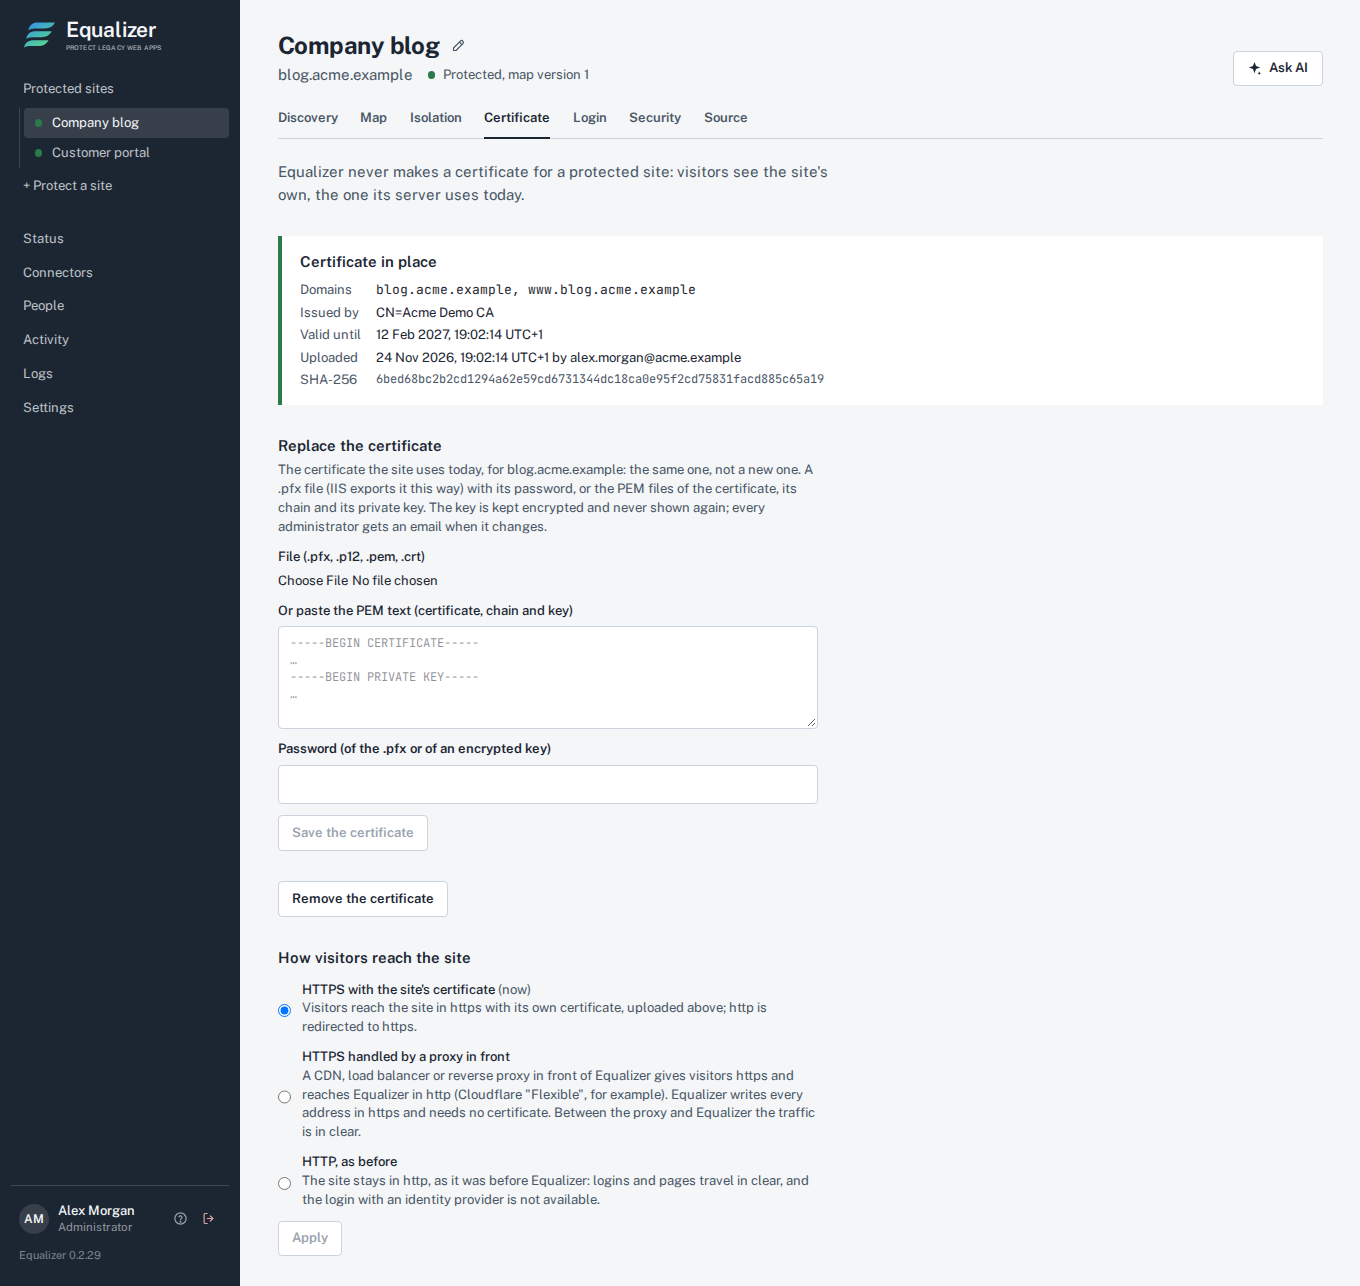 Equalizer
PROTECT LEGACY WEB APPS
Protected sites
Company blog
Customer portal
+ Protect a site
Status
Connectors
People
Activity
Logs
Settings
AM
Alex Morgan
Administrator
Equalizer 0.2.29
Company blog
blog.acme.example
Protected, map version 1
Ask AI
Discovery
Map
Isolation
Certificate
Login
Security
Source
Equalizer never makes a certificate for a protected site: visitors see the site's
own, the one its server uses today.
Certificate in place
Domains blog.acme.example, www.blog.acme.example
Issued by CN=Acme Demo CA
Valid until 12 Feb 2027, 19:02:14 UTC+1
Uploaded 24 Nov 2026, 19:02:14 UTC+1 by alex.morgan@acme.example
SHA-256 6bed68bc2b2cd1294a62e59cd6731344dc18ca0e95f2cd75831facd885c65a19
Replace the certificate
The certificate the site uses today, for blog.acme.example: the same one, not a new one. A
.pfx file (IIS exports it this way) with its password, or the PEM files of the certificate, its
chain and its private key. The key is kept encrypted and never shown again; every
administrator gets an email when it changes.
File (.pfx, .p12, .pem, .crt)
Choose File No file chosen
Or paste the PEM text (certificate, chain and key)
-----BEGIN CERTIFICATE-----
…
-----BEGIN PRIVATE KEY-----
…
Password (of the .pfx or of an encrypted key)
Save the certificate
Remove the certificate
How visitors reach the site
HTTPS with the site's certificate (now)
Visitors reach the site in https with its own certificate, uploaded above; http is
redirected to https.
HTTPS handled by a proxy in front
A CDN, load balancer or reverse proxy in front of Equalizer gives visitors https and
reaches Equalizer in http (Cloudflare "Flexible", for example). Equalizer writes every
address in https and needs no certificate. Between the proxy and Equalizer the traffic
is in clear.
HTTP, as before
The site stays in http, as it was before Equalizer: logins and pages travel in clear, and
the login with an identity provider is not available.
Apply